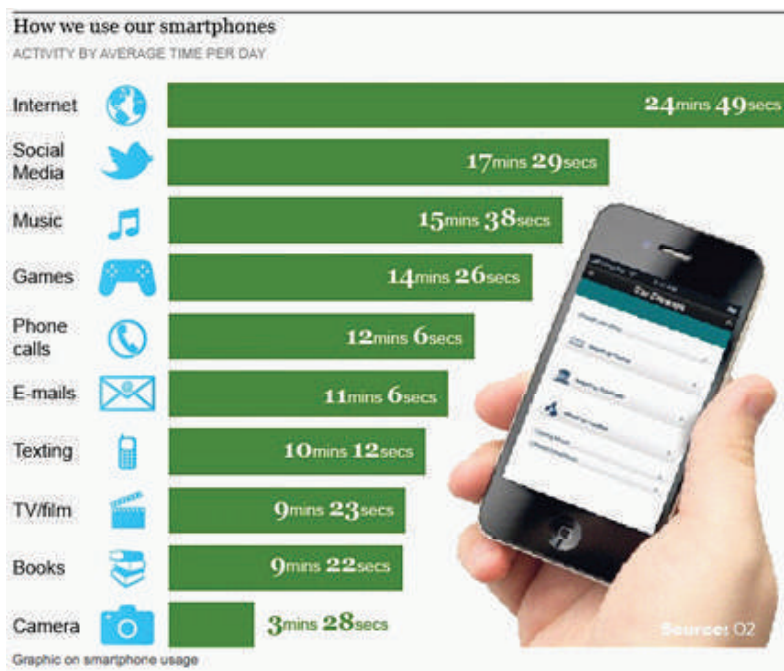 How we use our smartphones
ACTIVITY BY AVERAGE TIME PER DAY
Internet 24mins 49secs
Social
Media 17mins 29secs
Music 15mins 38secs
Games 14mins 26secs
Phone
calls 12mins 6secs
E-mails 11mins 6secs
Texting 10mins 12secs
TV/film 9mins 23secs
Books 9mins 22secs
Camera 3mins 28secs
Source: O2
Graphic on smartphone usage